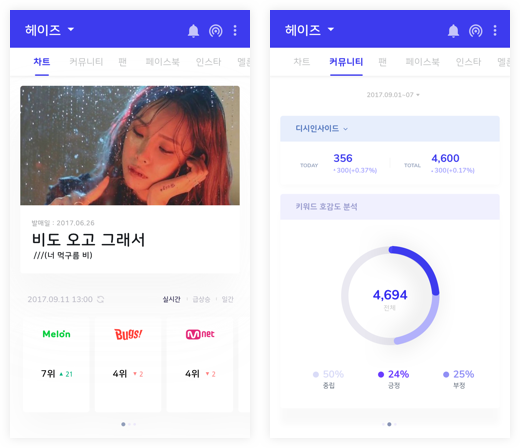 헤이즈
차트 커뮤니티 팬 페이스북 인스타 멜론
발매일 : 2017.06.26
비도 오고 그래서
///(너 먹구름 비)
2017.09.11 13:00
실시간 급상승 일간
Melon
Bugs!
Mnet
7위 ▲ 21
4위 ▼ 2
4위 ▼ 2
헤이즈
차트 커뮤니티 팬 페이스북 인스타 멜론
2017.09.01~07
디시인사이드
TODAY 356
300(+0.37%)
TOTAL 4,600
300(+0.17%)
키워드 호감도 분석
4,694
전체
50%
중립
24%
긍정
25%
부정